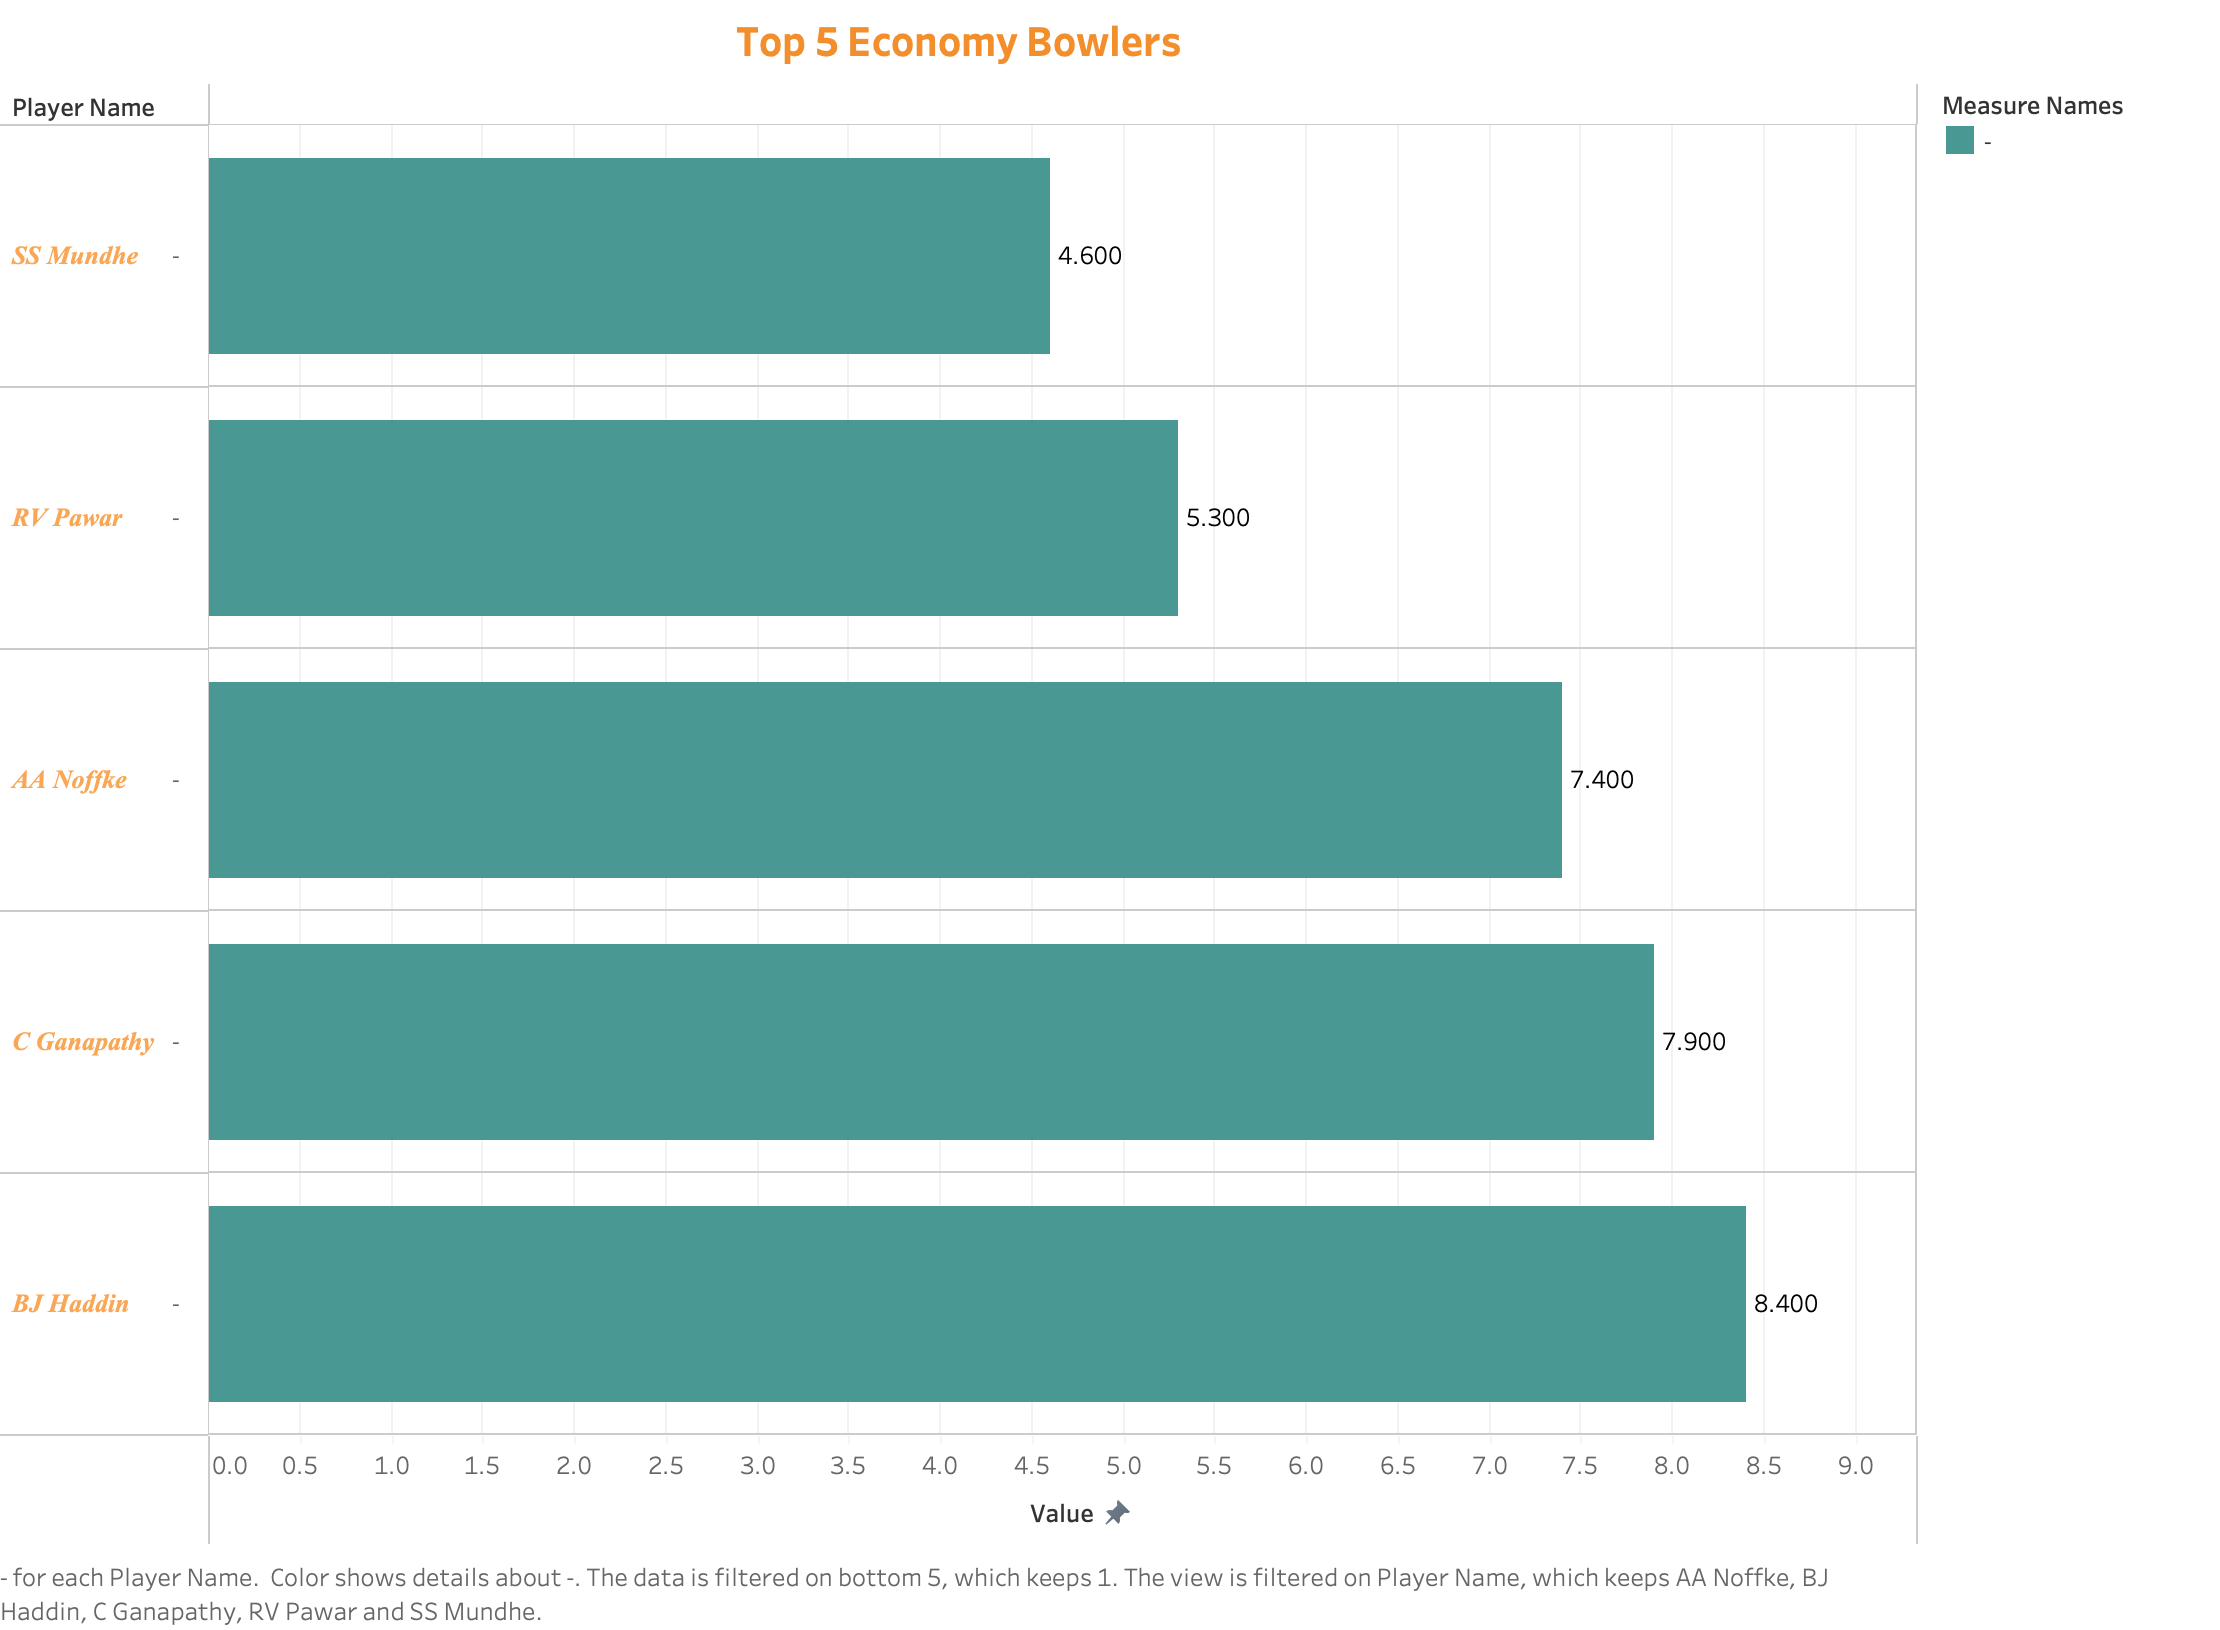 Top 5 Economy Bowlers
Player Name
Measure Names
-
SS Mundhe - 4.600
RV Pawar - 5.300
AA Noffke - 7.400
C Ganapathy - 7.900
BJ Haddin - 8.400
0.0 0.5 1.0 1.5 2.0 2.5 3.0 3.5 4.0 4.5 5.0 5.5 6.0 6.5 7.0 7.5 8.0 8.5 9.0
Value
- for each Player Name.  Color shows details about -. The data is filtered on bottom 5, which keeps 1. The view is filtered on Player Name, which keeps AA Noffke, BJ
Haddin, C Ganapathy, RV Pawar and SS Mundhe.